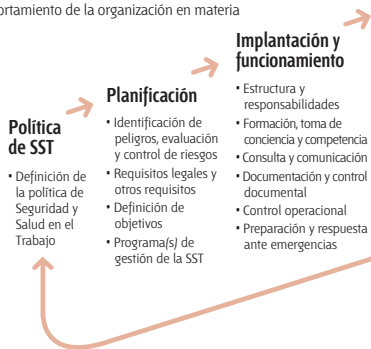 ortamiento de la organización en materia
Política
de SST
• Definición de
la política de
Seguridad y
Salud en el
Trabajo
Planificación
• Identificación de
peligros, evaluación
y control de riesgos
• Requisitos legales y
otros requisitos
• Definición de
objetivos
• Programa(s) de
gestión de la SST
Implantación y
funcionamiento
• Estructura y
responsabilidades
• Formación, toma de
conciencia y competencia
• Consulta y comunicación
• Documentación y control
documental
• Control operacional
• Preparación y respuesta
ante emergencias